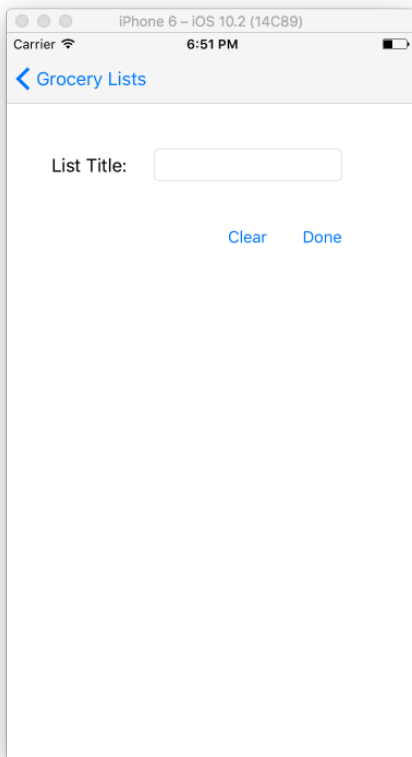 iPhone 6 – iOS 10.2 (14C89)
Carrier 6:51 PM
Grocery Lists
List Title:
Clear Done